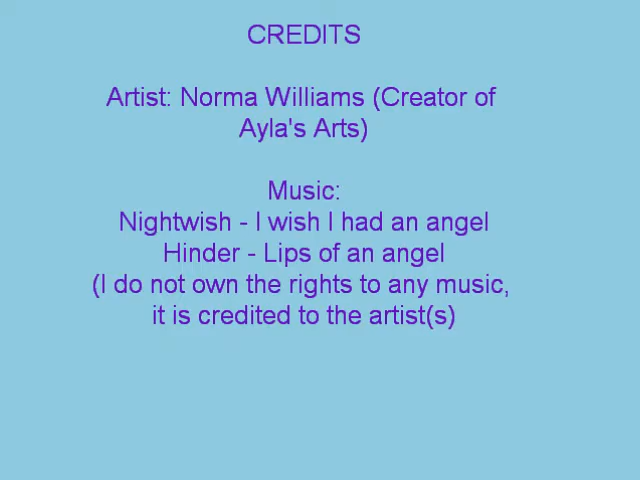 CREDITS
Artist: Norma Williams (Creator of
Ayla's Arts)
Music:
Nightwish - I wish I had an angel
Hinder - Lips of an angel
(I do not own the rights to any music,
it is credited to the artist(s)